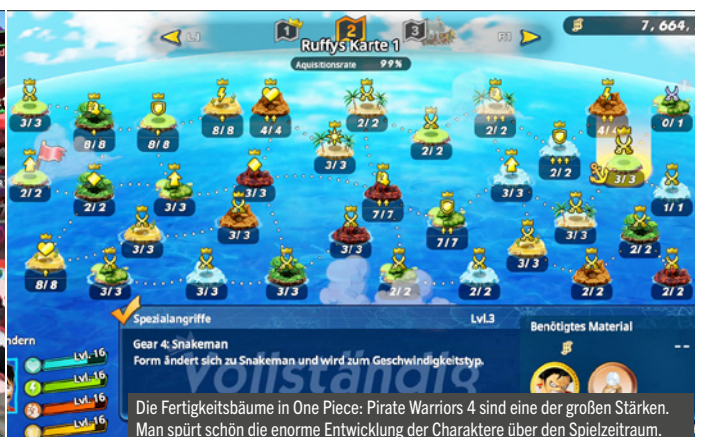 L1
1
2
3
R1
7,664,
Ruffys Karte 1
Aquisitionsrate 99%
3/3
8/8
8/8
8/8
4/4
2/2
2/2
2/2
4/4
0/1
3/3
2/2
3/3
2/2
2/2
3/3
3/3
7/7
3/3
1/1
3/3
3/3
3/3
7/7
3/3
3/3
2/2
8/8
3/3
3/3
3/3
2/2
2/2
3/3
2/2
2/2
Spezialangriffe
Lvl.3
Benötigtes Material
ndern
Gear 4: Snakeman
Form ändert sich zu Snakeman und wird zum Geschwindigkeitstyp.
--
Vollständig
Lvl.16
Lvl.16
Lvl.16
Lvl.16
Die Fertigkeitsbäume in One Piece: Pirate Warriors 4 sind eine der großen Stärken.
Man spürt schön die enorme Entwicklung der Charaktere über den Spielzeitraum.